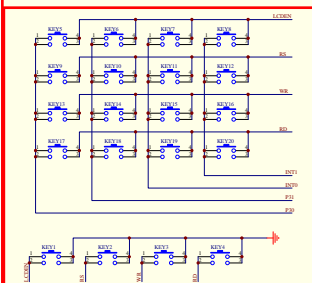 LCDEN
KEY5 KEY6 KEY7 KEY8
RS
KEY9 KEY10 KEY11 KEY12
WR
KEY13 KEY14 KEY15 KEY16
RD
KEY17 KEY18 KEY19 KEY20
INT1
INT0
P31
P30
KEY1 KEY2 KEY3 KEY4
LCDEN RS WR RD